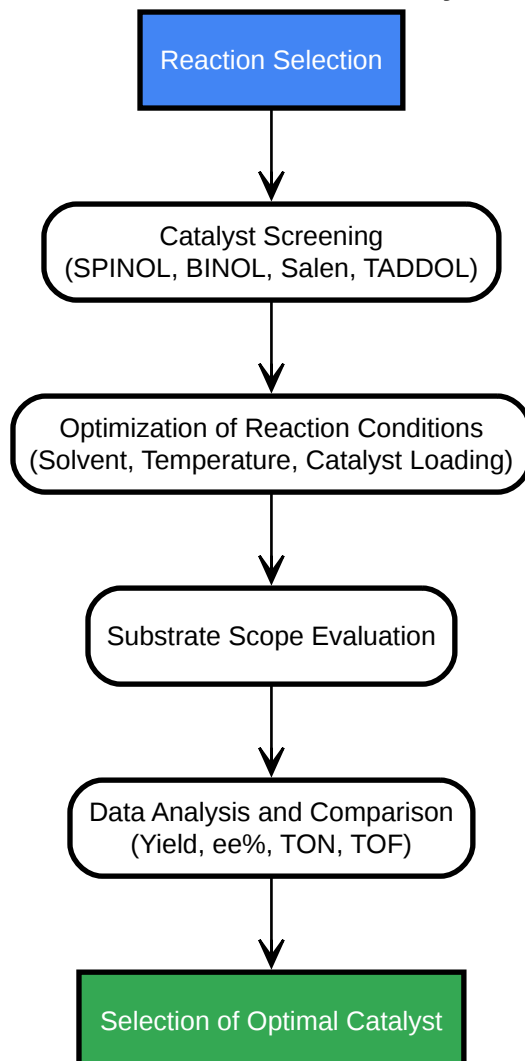 Reaction Selection
Catalyst Screening
(SPINOL, BINOL, Salen, TADDOL)
Optimization of Reaction Conditions
(Solvent, Temperature, Catalyst Loading)
Substrate Scope Evaluation
Data Analysis and Comparison
(Yield, ee%, TON, TOF)
Selection of Optimal Catalyst